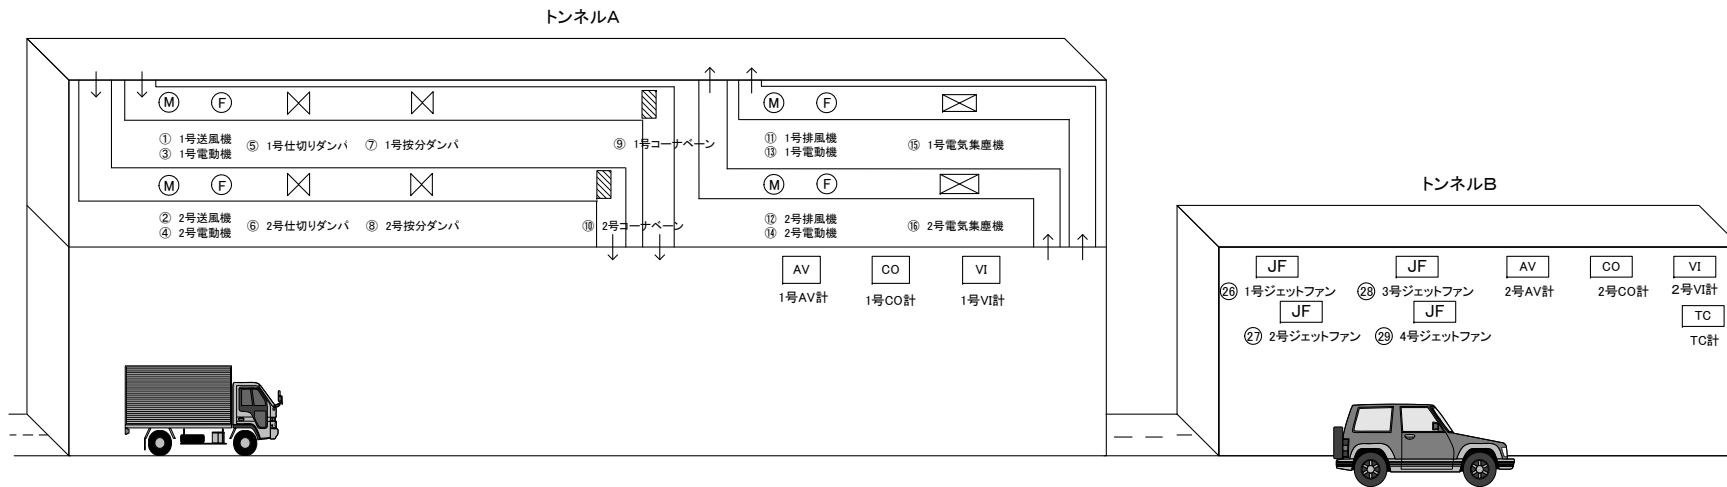 トンネルA
M F
M F
① 1号送風機
③ 1号電動機
⑤ 1号仕切りダンパ
⑦ 1号按分ダンパ
⑨ 1号コーナベーン
⑪ 1号排風機
⑬ 1号電動機
⑮ 1号電気集塵機
M F
M F
② 2号送風機
④ 2号電動機
⑥ 2号仕切りダンパ
⑧ 2号按分ダンパ
⑩ 2号コーナベーン
⑫ 2号排風機
⑭ 2号電動機
⑯ 2号電気集塵機
AV
1号AV計
CO
1号CO計
VI
1号VI計
トンネルB
JF
㉖ 1号ジェットファン
JF
㉘ 3号ジェットファン
AV
2号AV計
CO
2号CO計
VI
2号VI計
JF
㉗ 2号ジェットファン
JF
㉙ 4号ジェットファン
TC
TC計